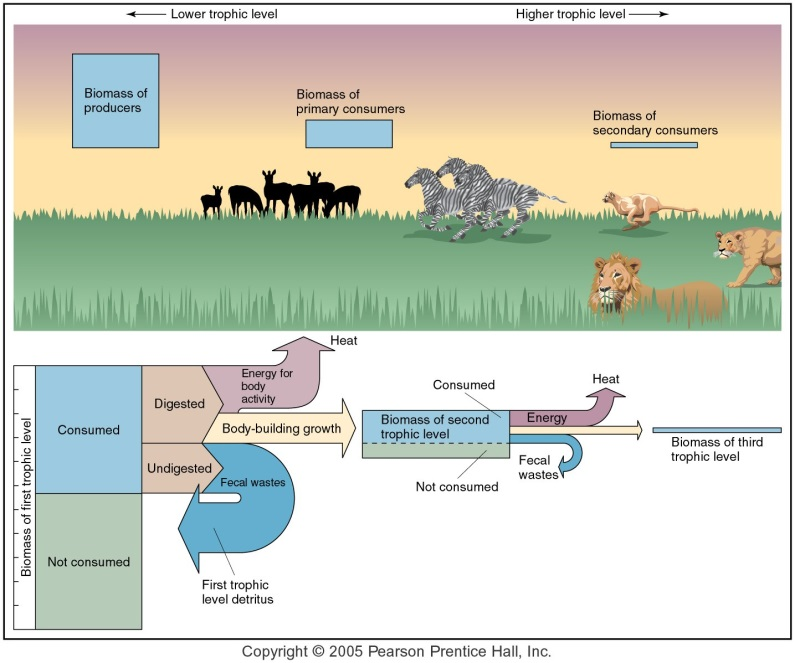 Lower trophic level
Higher trophic level
Biomass of
producers
Biomass of
primary consumers
Biomass of
secondary consumers
Heat
Energy for
body
activity
Digested
Consumed
Body-building growth
Undigested
Fecal wastes
Biomass of first trophic level
Not consumed
First trophic
level detritus
Heat
Consumed
Energy
Biomass of second
trophic level
Fecal
wastes
Not consumed
Biomass of third
trophic level
Copyright © 2005 Pearson Prentice Hall, Inc.